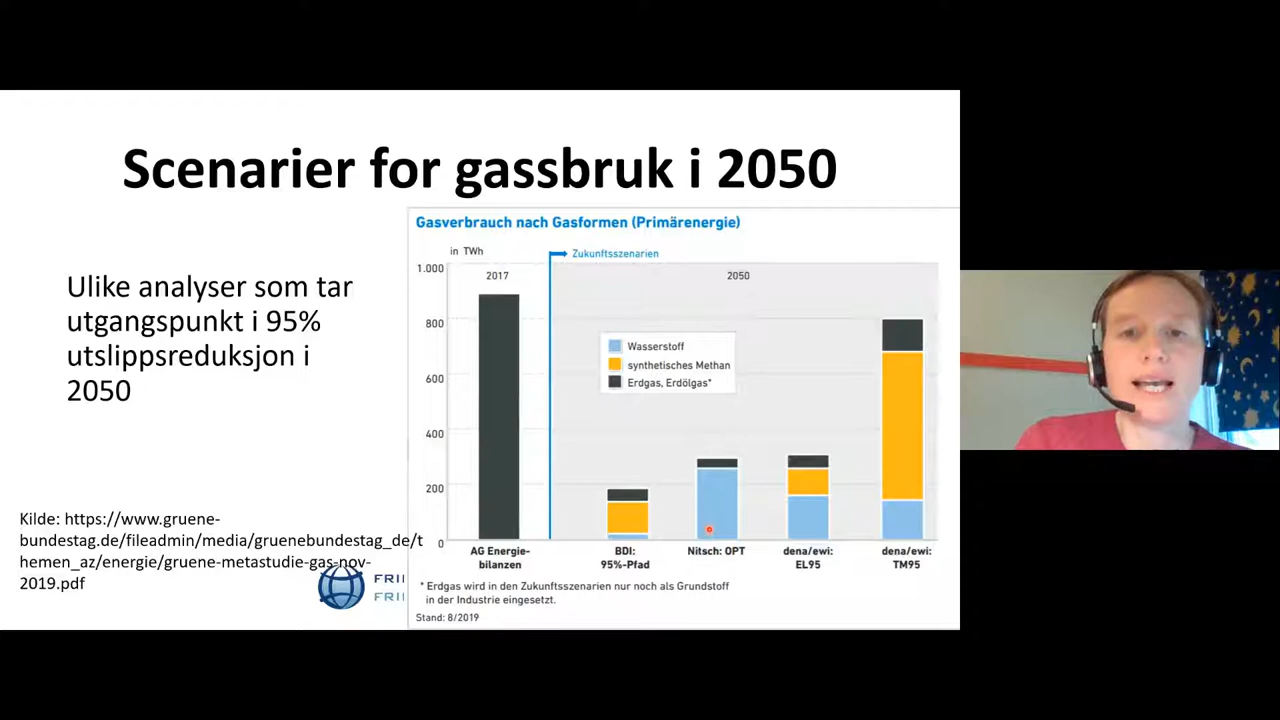 Scenarier for gassbruk i 2050
Ulike analyser som tar
utgangspunkt i 95%
utslippsreduksjon i
2050
Kilde: https://www.gruene-
bundestag.de/fileadmin/media/gruenebundestag_de/t
hemen_az/energie/gruene-metastudie-gas-nov-
2019.pdf
Gasverbrauch nach Gasformen (Primärenergie)
in TWh
Zukunftsszenarien
1.000
2017
2050
800
600
400
200
0
Wasserstoff
synthetisches Methan
Erdgas, Erdölgas*
AG Energie-
bilanzen
BDI:
95%-Pfad
Nitsch: OPT
dena/ewi:
EL95
dena/ewi:
TM95
* Erdgas wird in den Zukunftsszenarien nur noch als Grundstoff
in der Industrie eingesetzt.
Stand: 8/2019